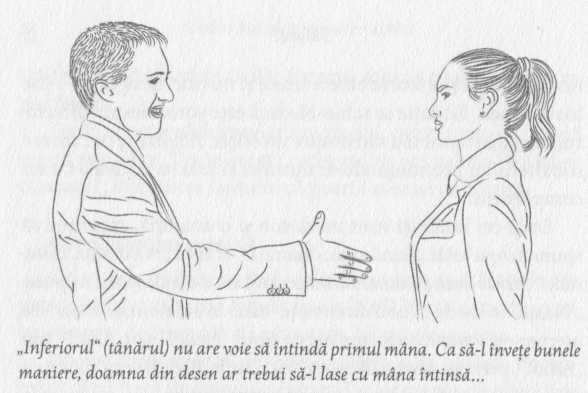 „Inferiorul“ (tânărul) nu are voie să întindă primul mâna. Ca să-l învețe bunele
maniere, doamna din desen ar trebui să-l lase cu mâna întinsă...